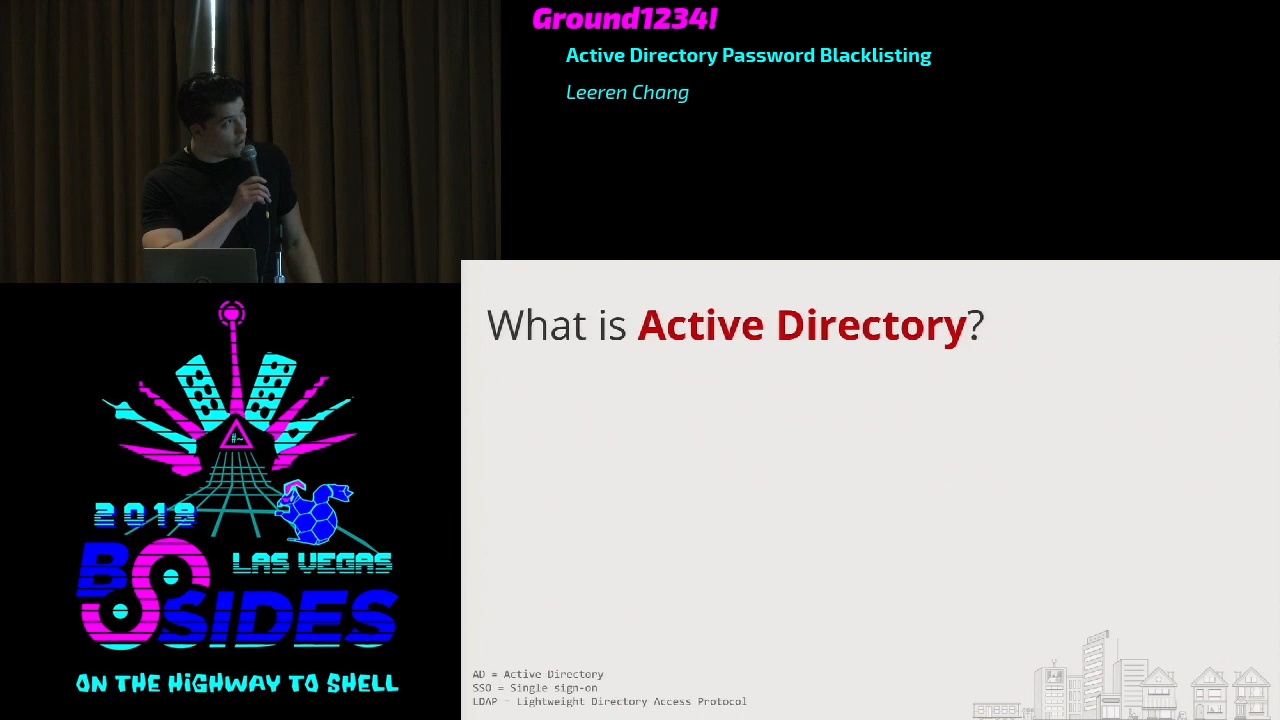 Ground1234!
Active Directory Password Blacklisting
Leeren Chang
What is Active Directory?
AD = Active Directory
SSO = Single sign-on
LDAP = Lightweight Directory Access Protocol
#~
2018
LAS VEGAS
BSIDES
ON THE HIGHWAY TO SHELL